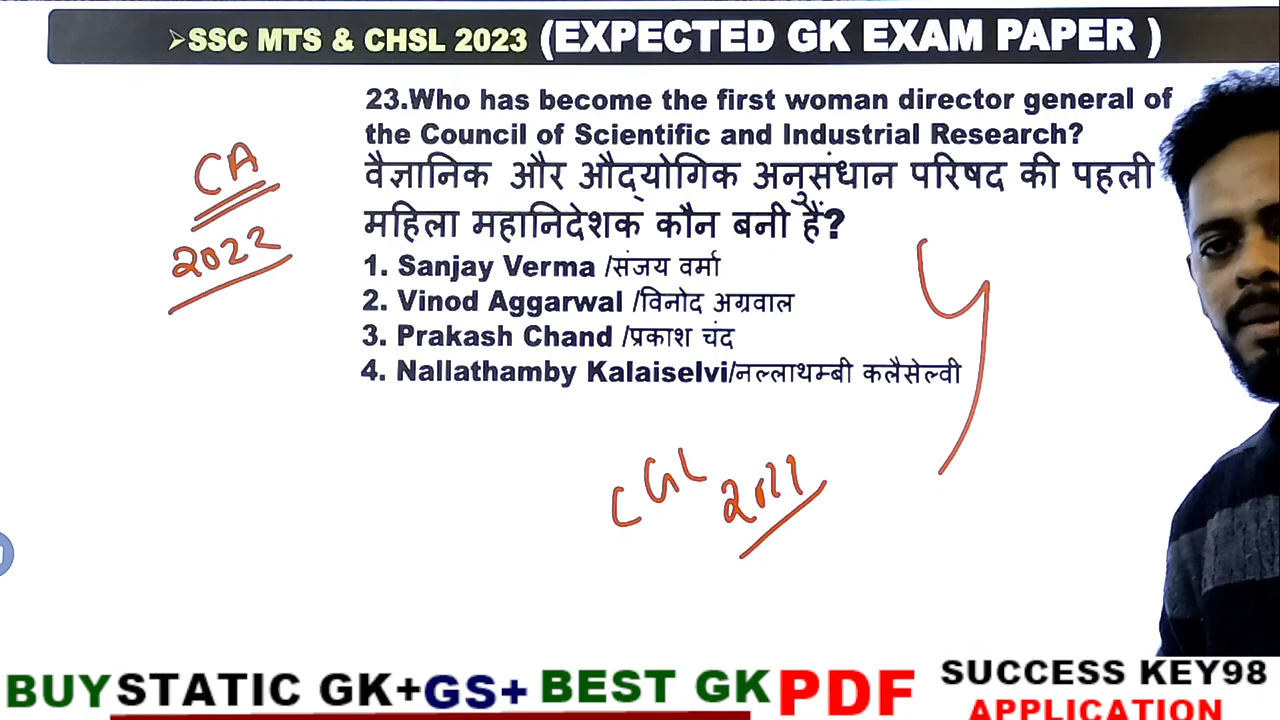 ➢SSC MTS & CHSL 2023 (EXPECTED GK EXAM PAPER )
23.Who has become the first woman director general of
the Council of Scientific and Industrial Research?
वैज्ञानिक और औद्योगिक अनुसंधान परिषद की पहली
महिला महानिदेशक कौन बनी हैं?
1. Sanjay Verma /संजय वर्मा
2. Vinod Aggarwal /विनोद अग्रवाल
3. Prakash Chand /प्रकाश चंद
4. Nallathamby Kalaiselvi/नल्लाथम्बी कलैसेल्वी
CA
2022
CGL
BUY STATIC GK+GS+ BEST GK PDF
SUCCESS KEY98
APPLICATION